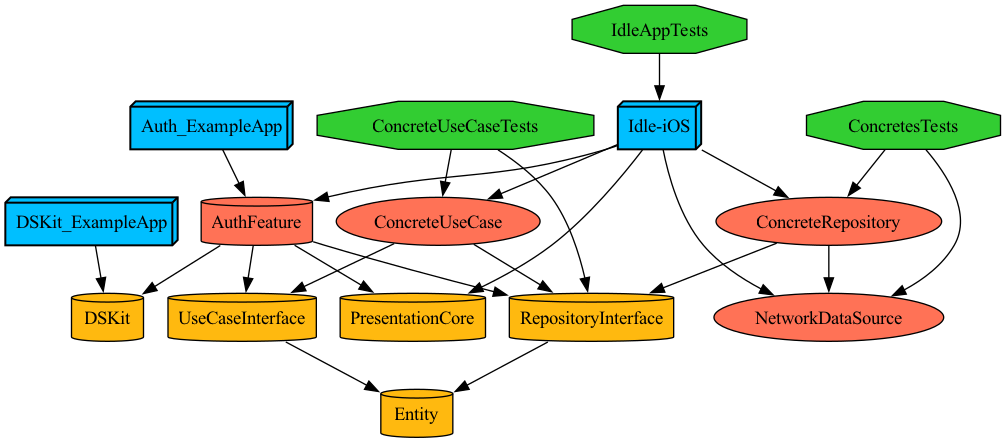 IdleAppTests
Auth_ExampleApp
ConcreteUseCaseTests
Idle-iOS
ConcretesTests
DSKit_ExampleApp
AuthFeature
ConcreteUseCase
ConcreteRepository
DSKit
UseCaseInterface
PresentationCore
RepositoryInterface
NetworkDataSource
Entity